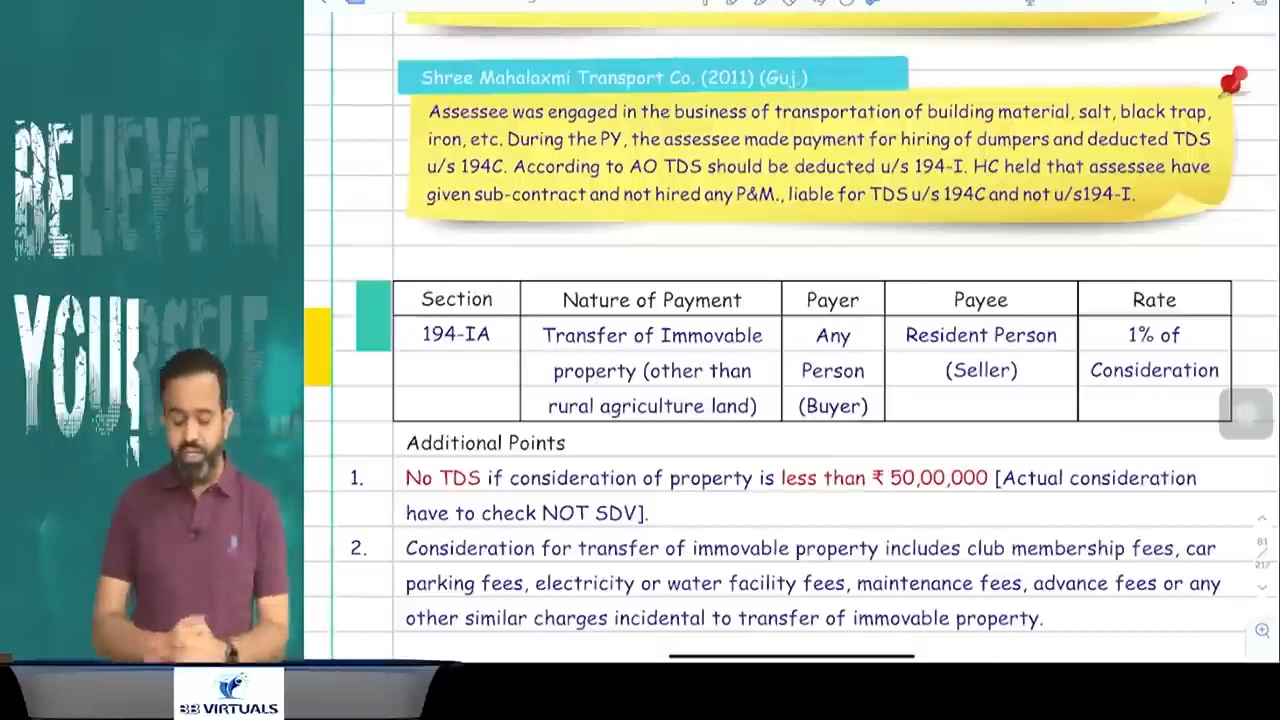 BELIEVE IN
YOURSELF
Shree Mahalaxmi Transport Co. (2011) (Guj.)
Assessee was engaged in the business of transportation of building material, salt, black trap,
iron, etc. During the PY, the assessee made payment for hiring of dumpers and deducted TDS
u/s 194C. According to AO TDS should be deducted u/s 194-I. HC held that assessee have
given sub-contract and not hired any P&M., liable for TDS u/s 194C and not u/s194-I.
Section Nature of Payment Payer Payee Rate
194-IA Transfer of Immovable Any Resident Person 1% of
property (other than Person (Seller) Consideration
rural agriculture land) (Buyer)
Additional Points
1. No TDS if consideration of property is less than ₹ 50,00,000 [Actual consideration
have to check NOT SDV].
2. Consideration for transfer of immovable property includes club membership fees, car
parking fees, electricity or water facility fees, maintenance fees, advance fees or any
other similar charges incidental to transfer of immovable property.
81
217
BB VIRTUALS